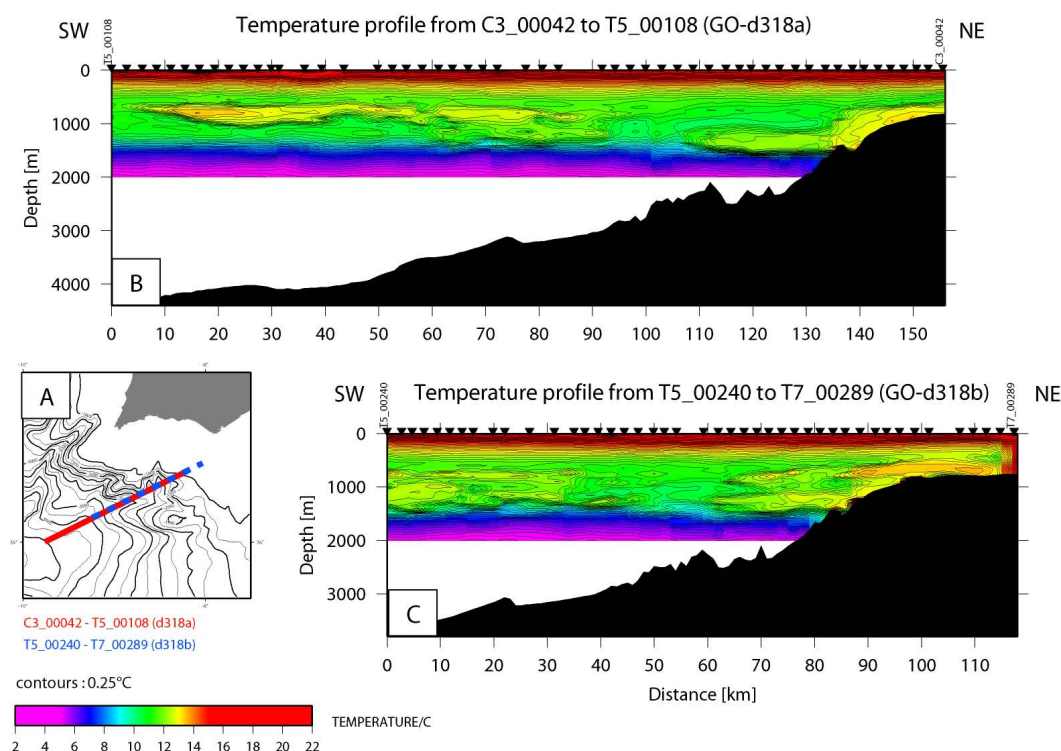 SW Temperature profile from C3_00042 to T5_00108 (GO-d318a) NE
T5_00108
C3_00042
0
1000
2000
3000
4000
Depth [m]
B
0 10 20 30 40 50 60 70 80 90 100 110 120 130 140 150
A
36°
36°
C3_00042 - T5_00108 (d318a)
T5_00240 - T7_00289 (d318b)
contours : 0.25°C
2 4 6 8 10 12 14 16 18 20 22
TEMPERATURE/C
SW Temperature profile from T5_00240 to T7_00289 (GO-d318b) NE
T5_00240
T7_00289
0
1000
2000
3000
Depth [m]
C
0 10 20 30 40 50 60 70 80 90 100 110
Distance [km]